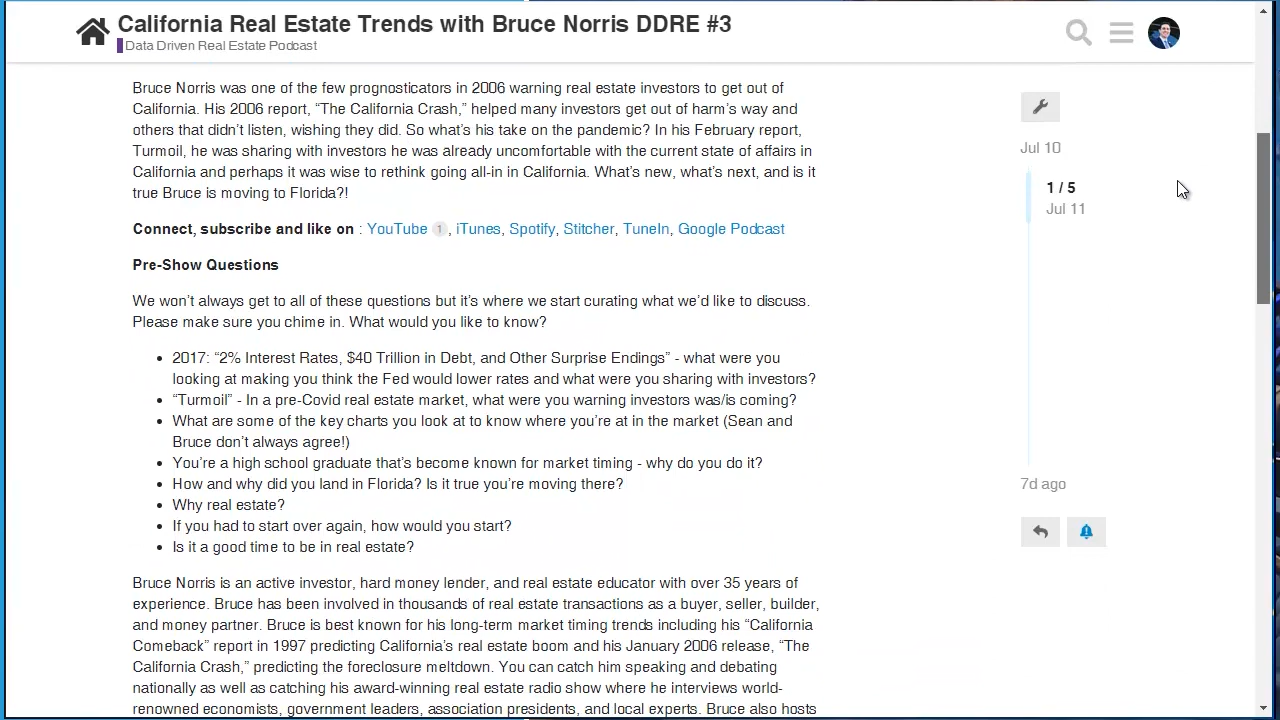 California Real Estate Trends with Bruce Norris DDRE #3
Data Driven Real Estate Podcast
Bruce Norris was one of the few prognosticators in 2006 warning real estate investors to get out of
California. His 2006 report, “The California Crash,” helped many investors get out of harm’s way and
others that didn’t listen, wishing they did. So what’s his take on the pandemic? In his February report,
Turmoil, he was sharing with investors he was already uncomfortable with the current state of affairs in
California and perhaps it was wise to rethink going all-in in California. What’s new, what’s next, and is it
true Bruce is moving to Florida?!
Connect, subscribe and like on : YouTube 1, iTunes, Spotify, Stitcher, TuneIn, Google Podcast
Pre-Show Questions
We won’t always get to all of these questions but it’s where we start curating what we’d like to discuss.
Please make sure you chime in. What would you like to know?
• 2017: “2% Interest Rates, $40 Trillion in Debt, and Other Surprise Endings” - what were you
looking at making you think the Fed would lower rates and what were you sharing with investors?
• “Turmoil” - In a pre-Covid real estate market, what were you warning investors was/is coming?
• What are some of the key charts you look at to know where you’re at in the market (Sean and
Bruce don’t always agree!)
• You’re a high school graduate that’s become known for market timing - why do you do it?
• How and why did you land in Florida? Is it true you’re moving there?
• Why real estate?
• If you had to start over again, how would you start?
• Is it a good time to be in real estate?
Bruce Norris is an active investor, hard money lender, and real estate educator with over 35 years of
experience. Bruce has been involved in thousands of real estate transactions as a buyer, seller, builder,
and money partner. Bruce is best known for his long-term market timing trends including his “California
Comeback” report in 1997 predicting California’s real estate boom and his January 2006 release, “The
California Crash,” predicting the foreclosure meltdown. You can catch him speaking and debating
nationally as well as catching his award-winning real estate radio show where he interviews world-
renowned economists, government leaders, association presidents, and local experts. Bruce also hosts
Jul 10
1 / 5
Jul 11
7d ago